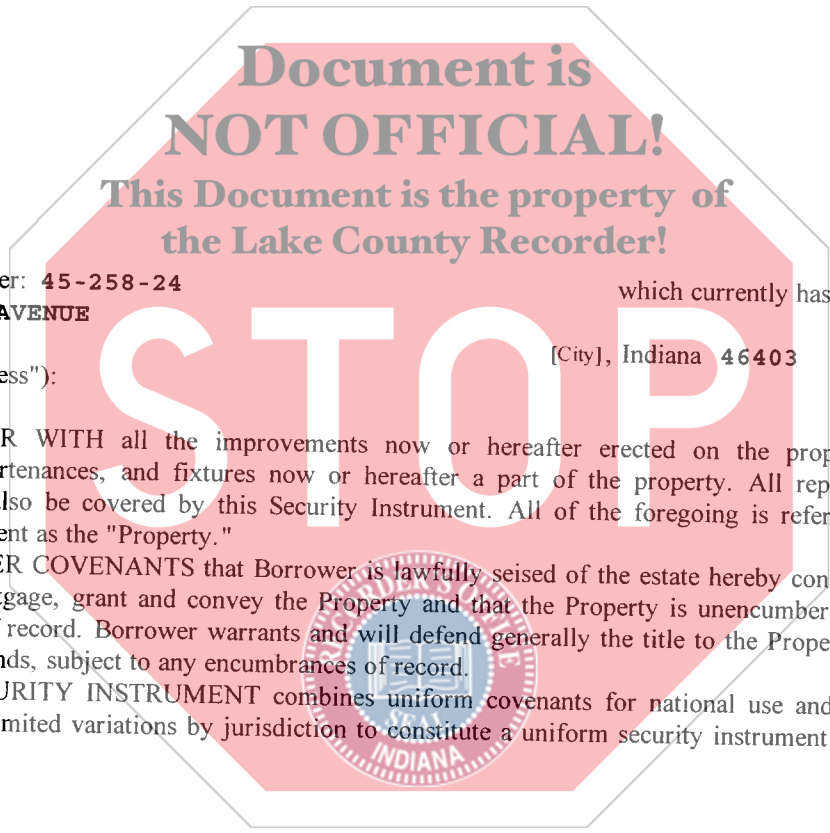 Document is
NOT OFFICIAL!
This Document is the property of
the Lake County Recorder!
er: 45-258-24
which currently has
AVENUE
STOP
[City], Indiana 46403
ess"):
R WITH all the improvements now or hereafter erected on the prop
rtenances, and fixtures now or hereafter a part of the property. All rep
lso be covered by this Security Instrument. All of the foregoing is refer
ent as the "Property."
ER COVENANTS that Borrower is lawfully seised of the estate hereby con
tgage, grant and convey the Property and that the Property is unencumber
f record. Borrower warrants and will defend generally the title to the Prope
nds, subject to any encumbrances of record.
URITY INSTRUMENT combines uniform covenants for national use and
mited variations by jurisdiction to constitute a uniform security instrument
RECORDER'S OFFICE
SEAL
INDIANA